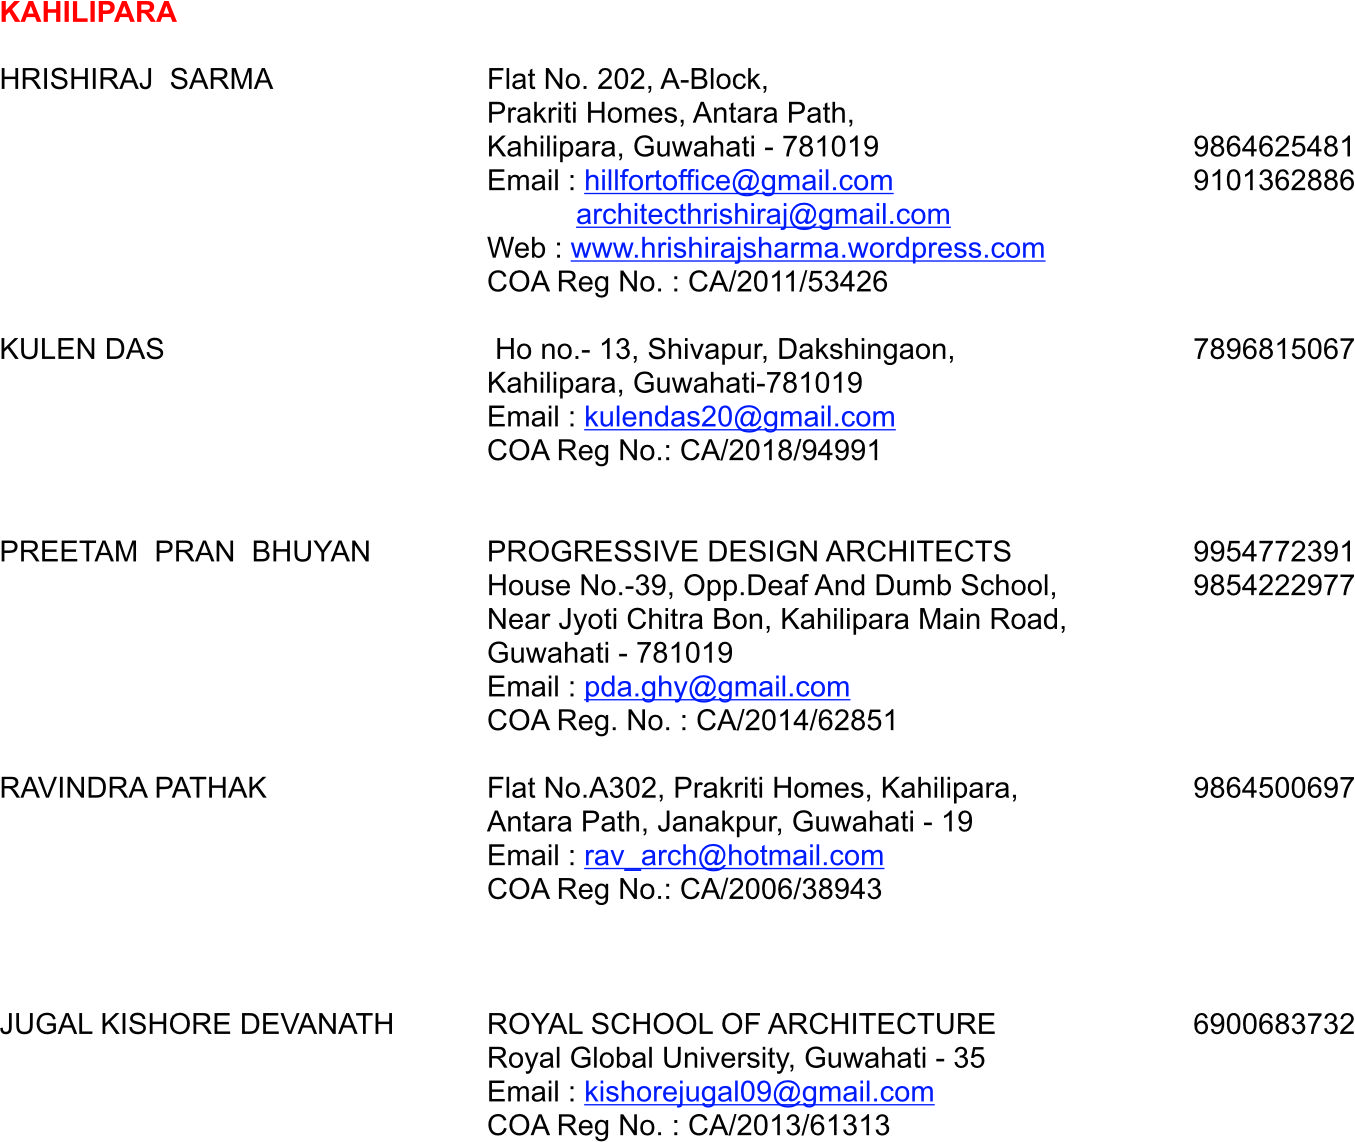 KAHILIPARA
HRISHIRAJ SARMA Flat No. 202, A-Block,
Prakriti Homes, Antara Path,
Kahilipara, Guwahati - 781019 9864625481
Email : hillfortoffice@gmail.com 9101362886
architecthrishiraj@gmail.com
Web : www.hrishirajsharma.wordpress.com
COA Reg No. : CA/2011/53426
KULEN DAS Ho no.- 13, Shivapur, Dakshingaon, 7896815067
Kahilipara, Guwahati-781019
Email : kulendas20@gmail.com
COA Reg No.: CA/2018/94991
PREETAM PRAN BHUYAN PROGRESSIVE DESIGN ARCHITECTS 9954772391
House No.-39, Opp.Deaf And Dumb School, 9854222977
Near Jyoti Chitra Bon, Kahilipara Main Road,
Guwahati - 781019
Email : pda.ghy@gmail.com
COA Reg. No. : CA/2014/62851
RAVINDRA PATHAK Flat No.A302, Prakriti Homes, Kahilipara, 9864500697
Antara Path, Janakpur, Guwahati - 19
Email : rav_arch@hotmail.com
COA Reg No.: CA/2006/38943
JUGAL KISHORE DEVANATH ROYAL SCHOOL OF ARCHITECTURE 6900683732
Royal Global University, Guwahati - 35
Email : kishorejugal09@gmail.com
COA Reg No. : CA/2013/61313